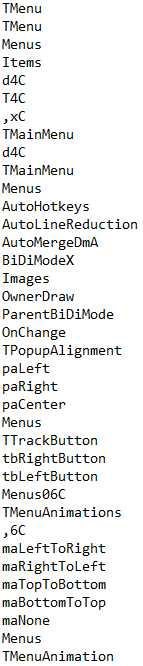 TMenu
TMenu
Menus
Items
d4C
T4C
,xC
TMainMenu
d4C
TMainMenu
Menus
AutoHotkeys
AutoLineReduction
AutoMergeDmA
BiDiModeX
Images
OwnerDraw
ParentBiDiMode
OnChange
TPopupAlignment
paLeft
paRight
paCenter
Menus
TTrackButton
tbRightButton
tbLeftButton
Menus06C
TMenuAnimations
,6C
maLeftToRight
maRightToLeft
maTopToBottom
maBottomToTop
maNone
Menus
TMenuAnimation